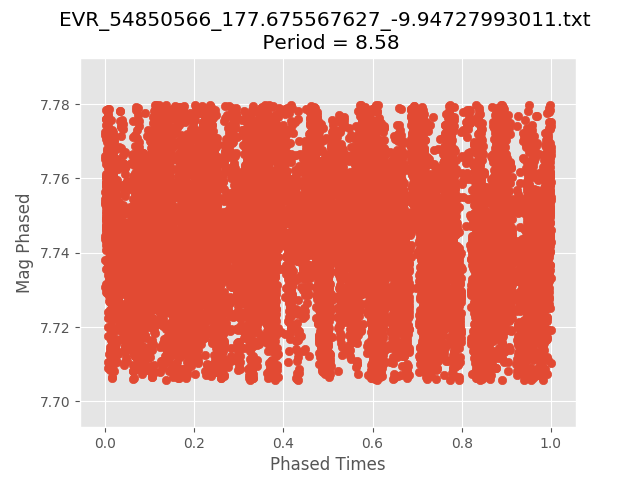 EVR_54850566_177.675567627_-9.94727993011.txt
Period = 8.58
Mag Phased
7.78
7.76
7.74
7.72
7.70
0.0 0.2 0.4 0.6 0.8 1.0
Phased Times